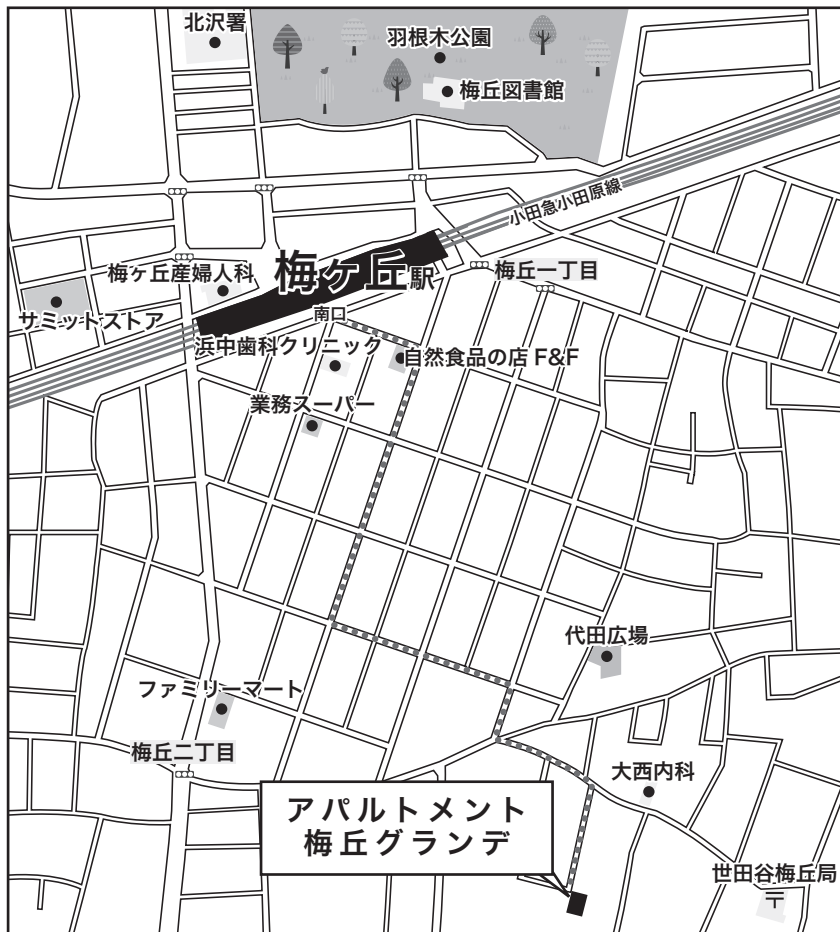 北沢署
羽根木公園
梅丘図書館
小田急小田原線
梅ヶ丘駅
梅丘一丁目
梅ヶ丘産婦人科
サミットストア
南口
浜中歯科クリニック
自然食品の店 F&F
業務スーパー
代田広場
ファミリーマート
梅丘二丁目
大西内科
アパルトメント
梅丘グランデ
世田谷梅丘局
〒